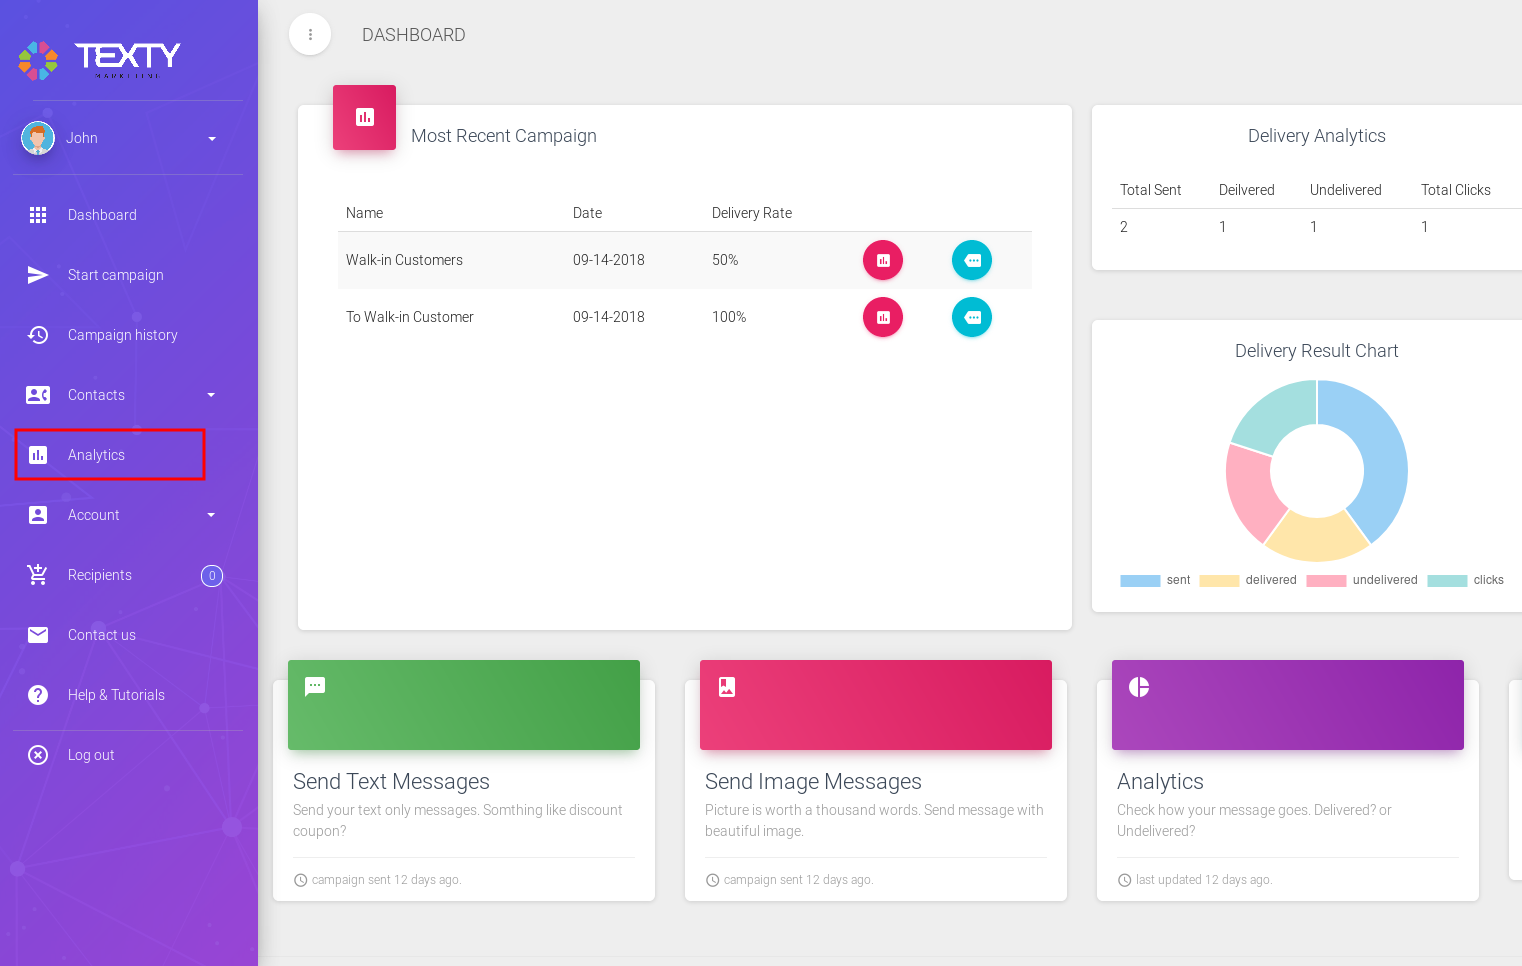 TEXTY
MARKETING
John
Dashboard
Start campaign
Campaign history
Contacts
Analytics
Account
Recipients 0
Contact us
Help & Tutorials
Log out
DASHBOARD
Most Recent Campaign
Name Date Delivery Rate
Walk-in Customers 09-14-2018 50%
To Walk-in Customer 09-14-2018 100%
Delivery Analytics
Total Sent Deilvered Undelivered Total Clicks
2 1 1 1
Delivery Result Chart
sent delivered undelivered clicks
Send Text Messages
Send your text only messages. Somthing like discount
coupon?
campaign sent 12 days ago.
Send Image Messages
Picture is worth a thousand words. Send message with
beautiful image.
campaign sent 12 days ago.
Analytics
Check how your message goes. Delivered? or
Undelivered?
last updated 12 days ago.